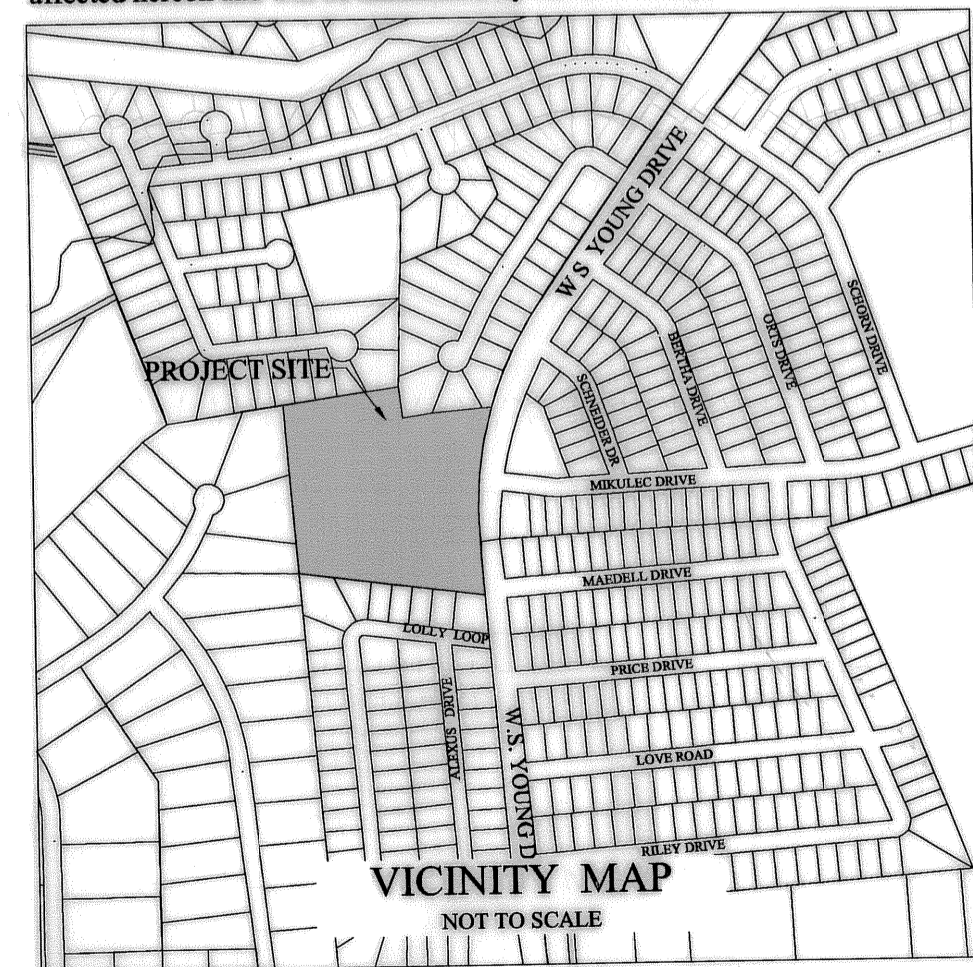 W S YOUNG DRIVE
SCHORN DRIVE
ORTS DRIVE
BERTHA DRIVE
SCHNEIDER DR
PROJECT SITE
MIKULEC DRIVE
MAEDELL DRIVE
LOLLY LOOP
PRICE DRIVE
ALEXUS DRIVE
W.S. YOUNG D
LOVE ROAD
RILEY DRIVE
VICINITY MAP
NOT TO SCALE